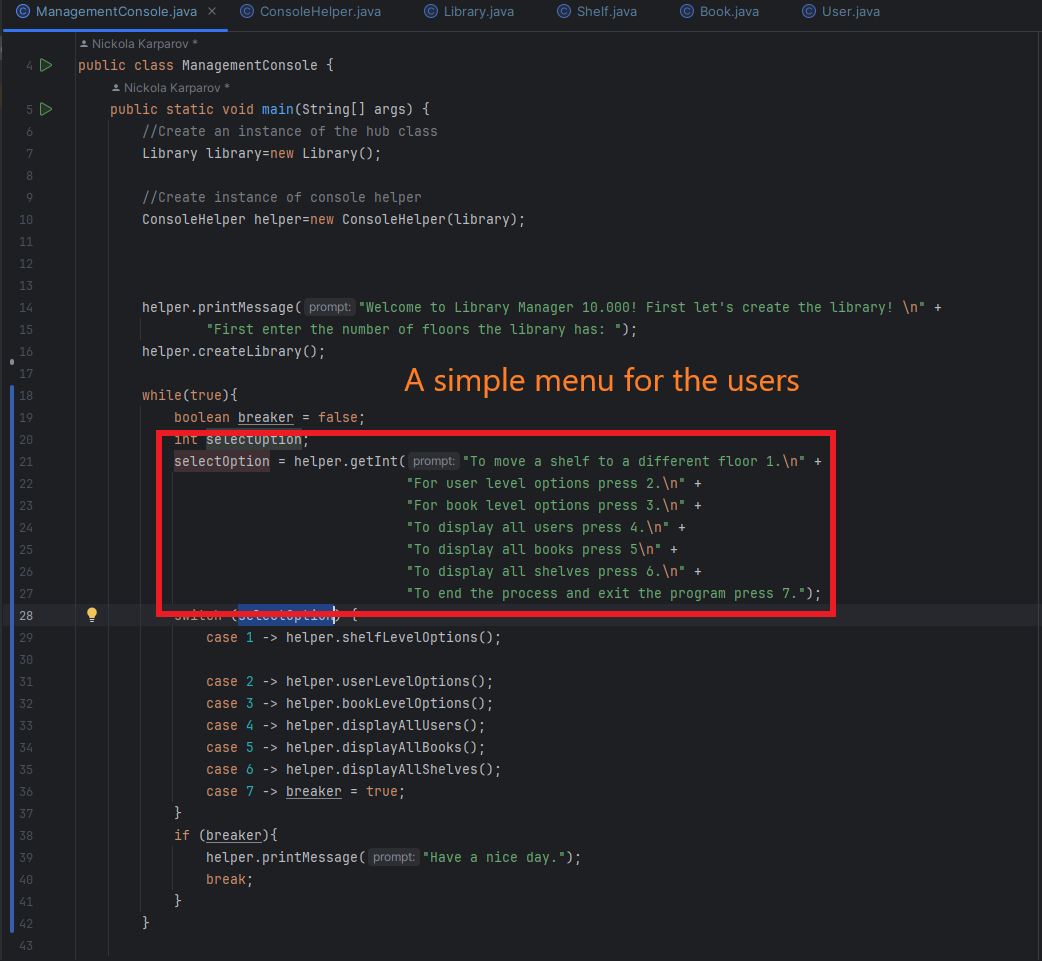 ManagementConsole.java × ConsoleHelper.java Library.java Shelf.java Book.java User.java
Nickola Karparov *
4 public class ManagementConsole {
Nickola Karparov *
5 public static void main(String[] args) {
6 //Create an instance of the hub class
7 Library library=new Library();
8
9 //Create instance of console helper
10 ConsoleHelper helper=new ConsoleHelper(library);
11
12
13
14 helper.printMessage( prompt: "Welcome to Library Manager 10.000! First let's create the library! \n" +
15 "First enter the number of floors the library has: ");
16 helper.createLibrary();
17
A simple menu for the users
18 while(true){
19 boolean breaker = false;
20 int selectOption;
21 selectOption = helper.getInt( prompt: "To move a shelf to a different floor 1.\n" +
22 "For user level options press 2.\n" +
23 "For book level options press 3.\n" +
24 "To display all users press 4.\n" +
25 "To display all books press 5\n" +
26 "To display all shelves press 6.\n" +
27 "To end the process and exit the program press 7.");
28 switch (selectOption) {
29 case 1 -> helper.shelfLevelOptions();
30
31 case 2 -> helper.userLevelOptions();
32 case 3 -> helper.bookLevelOptions();
33 case 4 -> helper.displayAllUsers();
34 case 5 -> helper.displayAllBooks();
35 case 6 -> helper.displayAllShelves();
36 case 7 -> breaker = true;
37 }
38 if (breaker){
39 helper.printMessage( prompt: "Have a nice day.");
40 break;
41 }
42 }
43